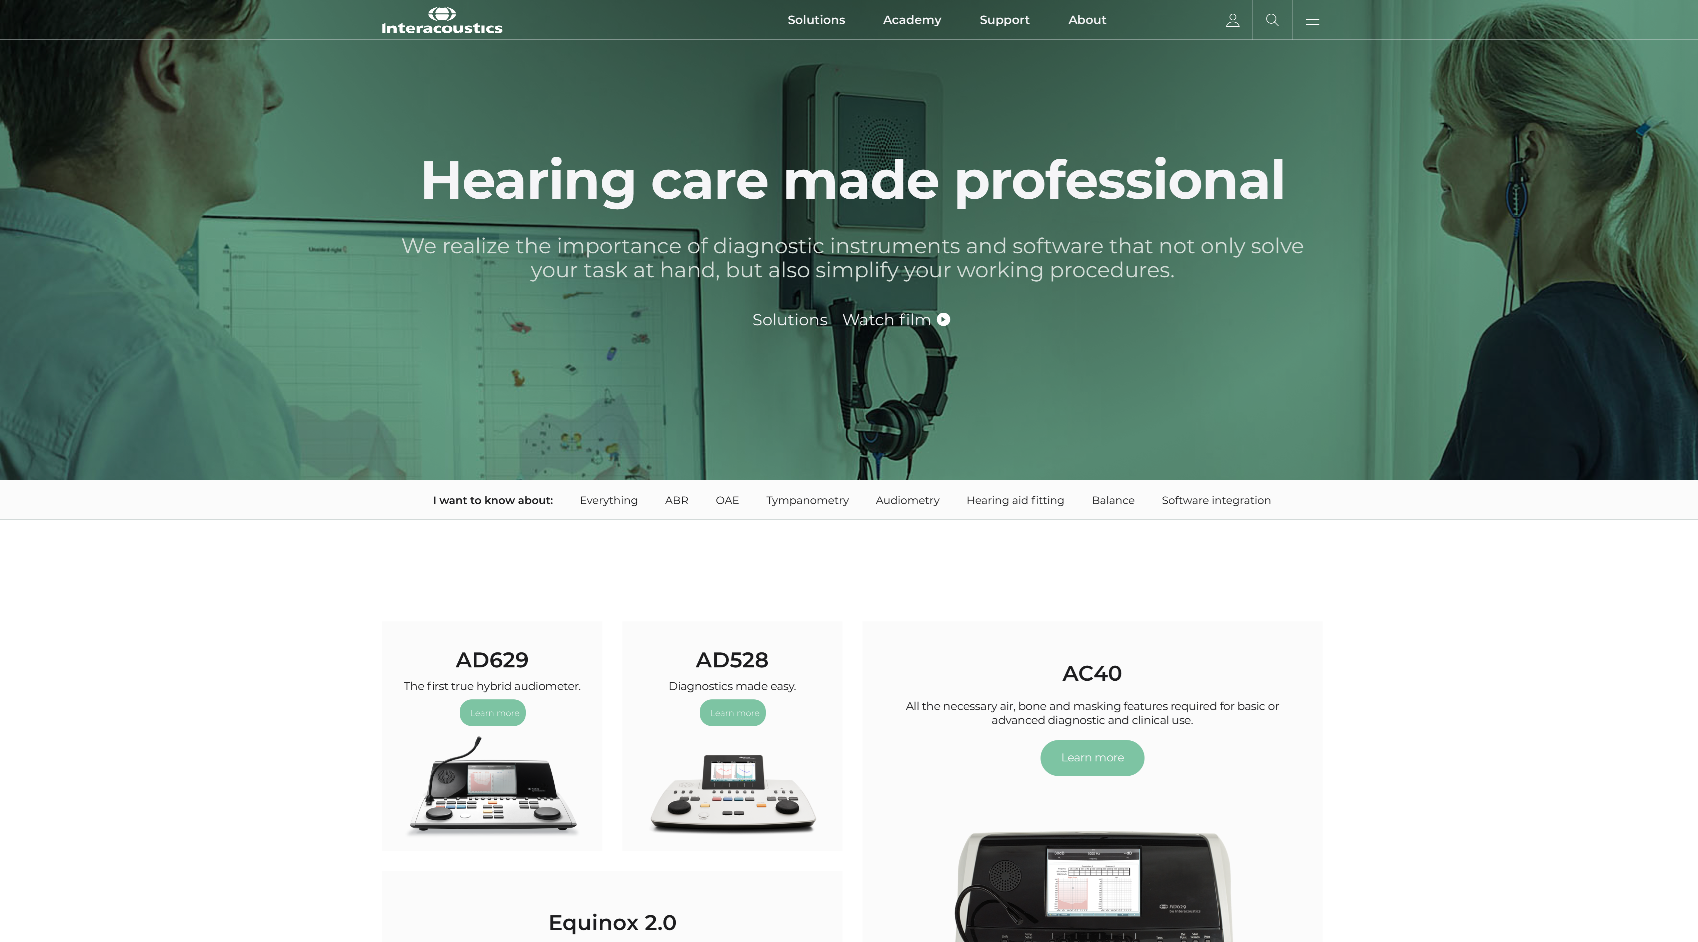 Interacoustics
Solutions
Academy
Support
About
Hearing care made professional
We realize the importance of diagnostic instruments and software that not only solve
your task at hand, but also simplify your working procedures.
Solutions
Watch film
I want to know about:
Everything
ABR
OAE
Tympanometry
Audiometry
Hearing aid fitting
Balance
Software integration
AD629
The first true hybrid audiometer.
Learn more
AD528
Diagnostics made easy.
Learn more
AC40
All the necessary air, bone and masking features required for basic or
advanced diagnostic and clinical use.
Learn more
Equinox 2.0